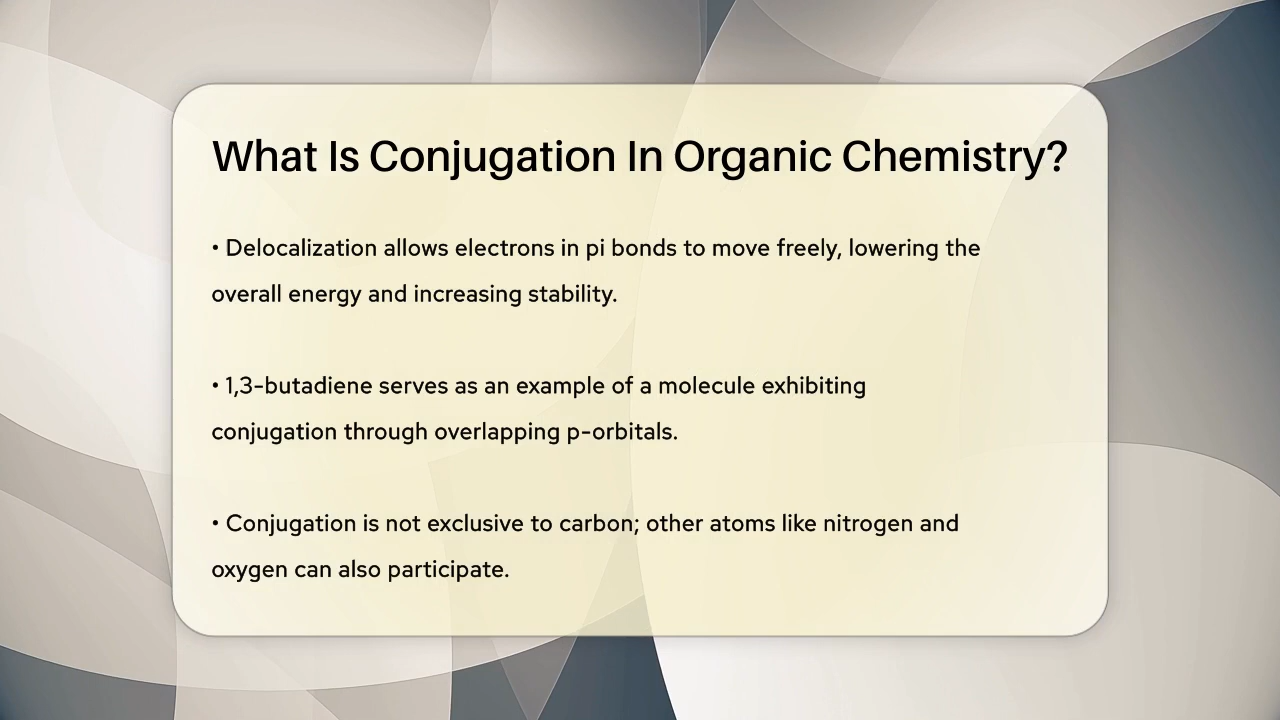 What Is Conjugation In Organic Chemistry?
• Delocalization allows electrons in pi bonds to move freely, lowering the
overall energy and increasing stability.
• 1,3-butadiene serves as an example of a molecule exhibiting
conjugation through overlapping p-orbitals.
• Conjugation is not exclusive to carbon; other atoms like nitrogen and
oxygen can also participate.